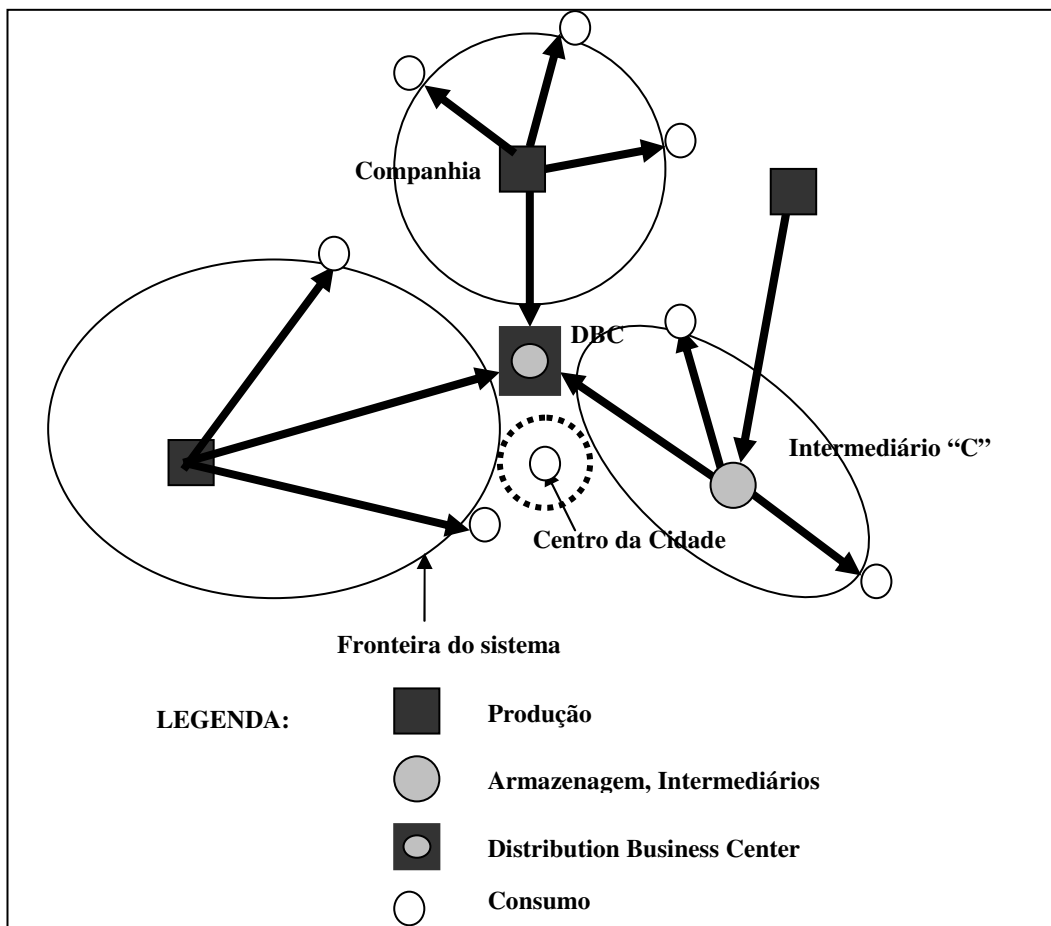 Companhia
DBC
Intermediário “C”
Centro da Cidade
Fronteira do sistema
LEGENDA:
Produção
Armazenagem, Intermediários
Distribution Business Center
Consumo